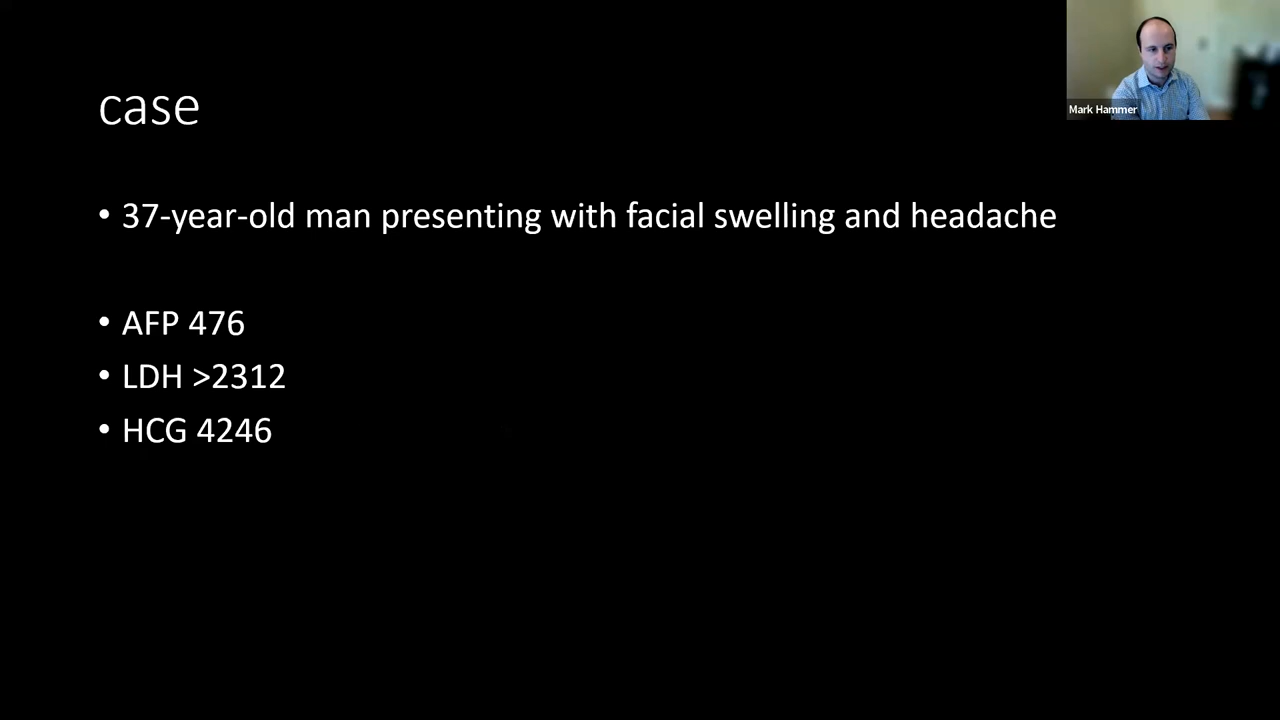 case
Mark Hammer
• 37-year-old man presenting with facial swelling and headache
• AFP 476
• LDH >2312
• HCG 4246